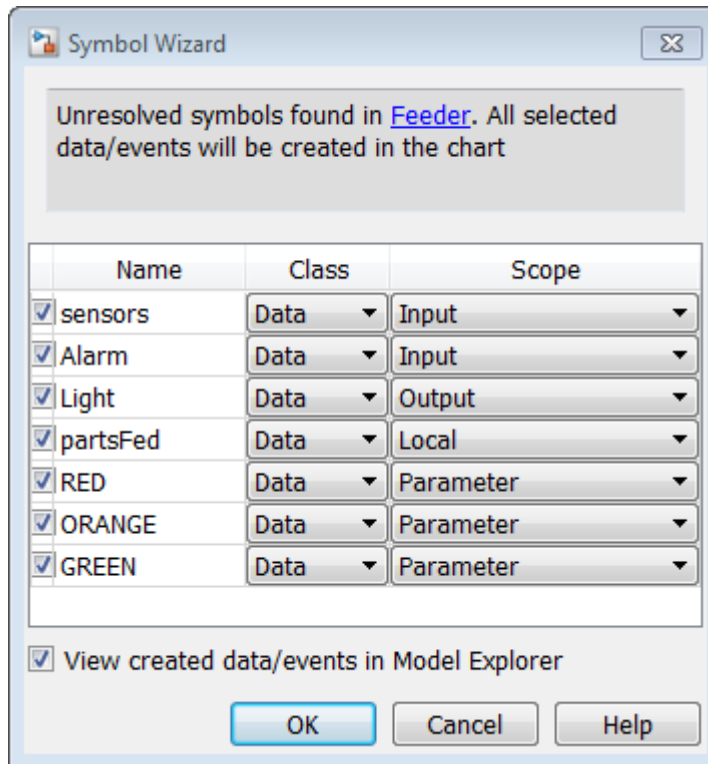 Symbol Wizard
Unresolved symbols found in Feeder. All selected
data/events will be created in the chart
Name Class Scope
sensors Data Input
Alarm Data Input
Light Data Output
partsFed Data Local
RED Data Parameter
ORANGE Data Parameter
GREEN Data Parameter
View created data/events in Model Explorer
OK Cancel Help